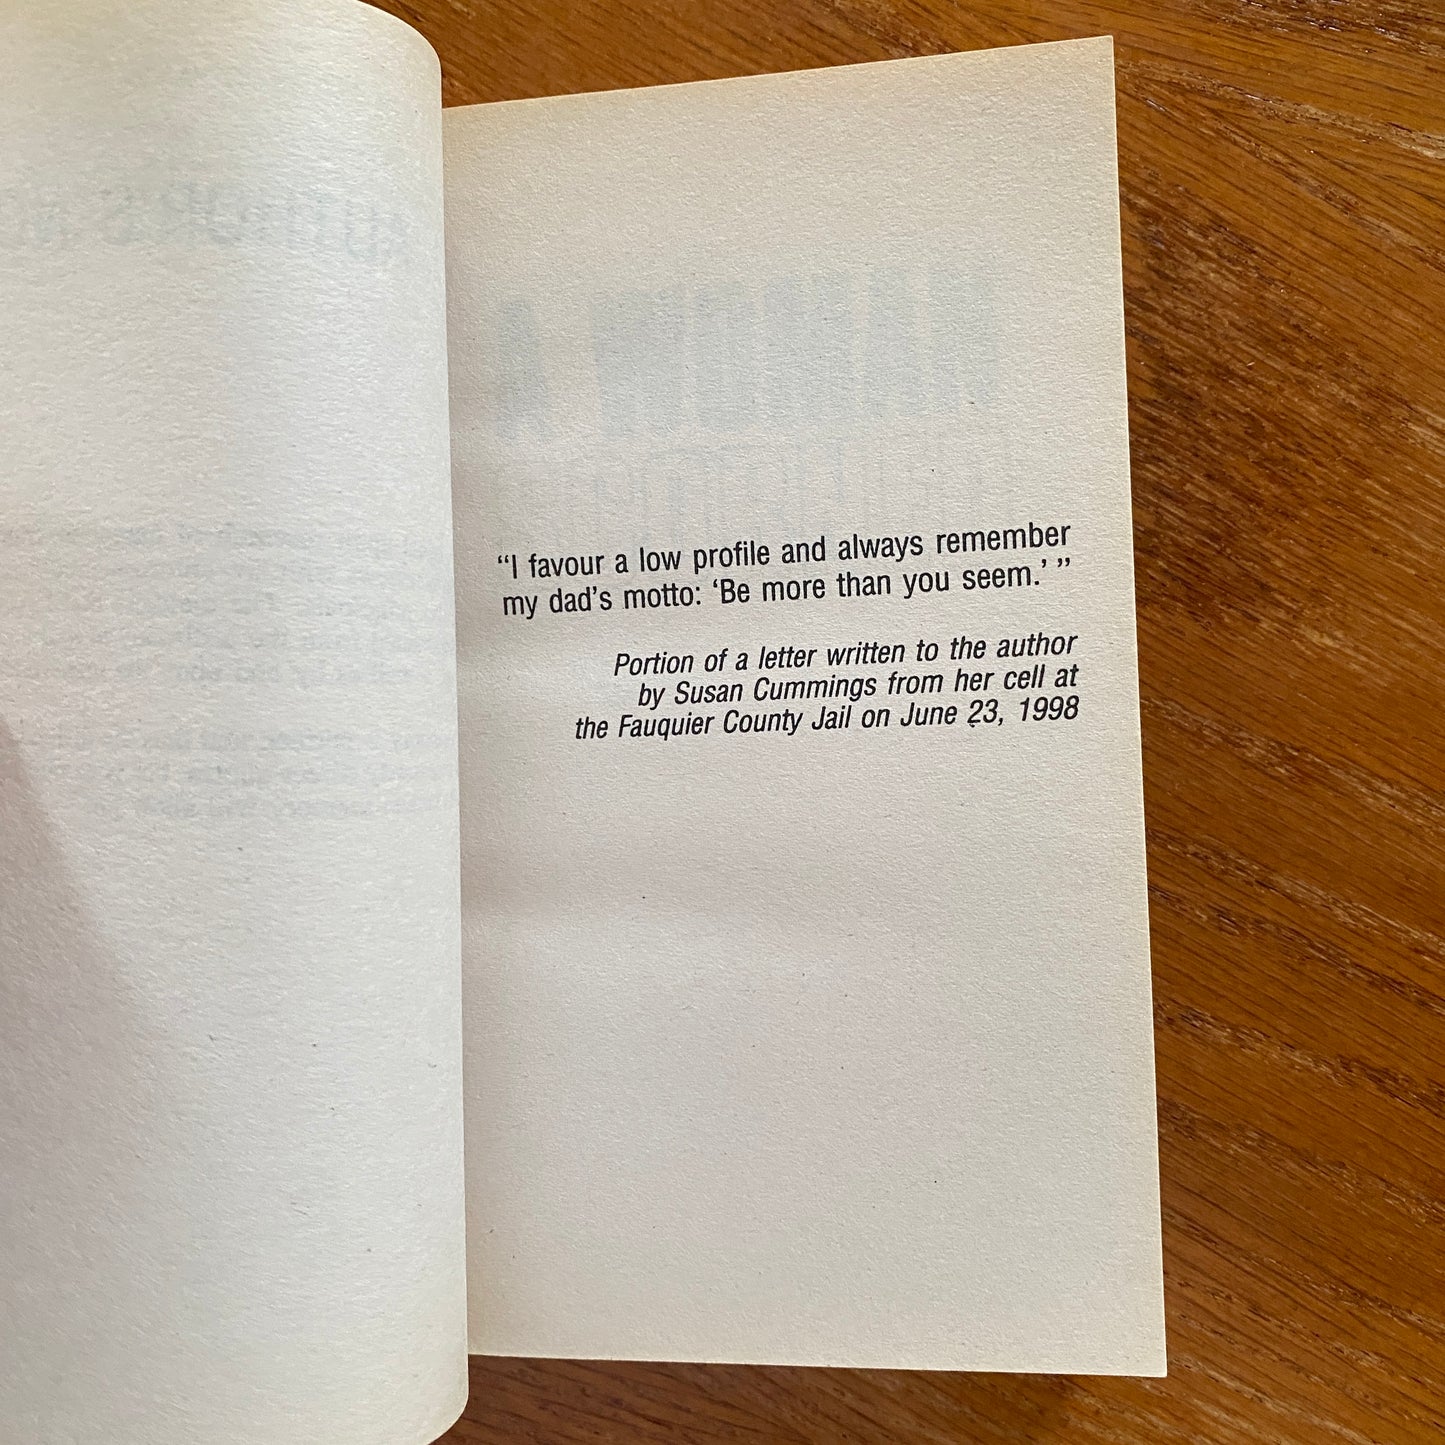 “I favour a low profile and always remember
my dad’s motto: ‘Be more than you seem.’ ”
Portion of a letter written to the author
by Susan Cummings from her cell at
the Fauquier County Jail on June 23, 1998